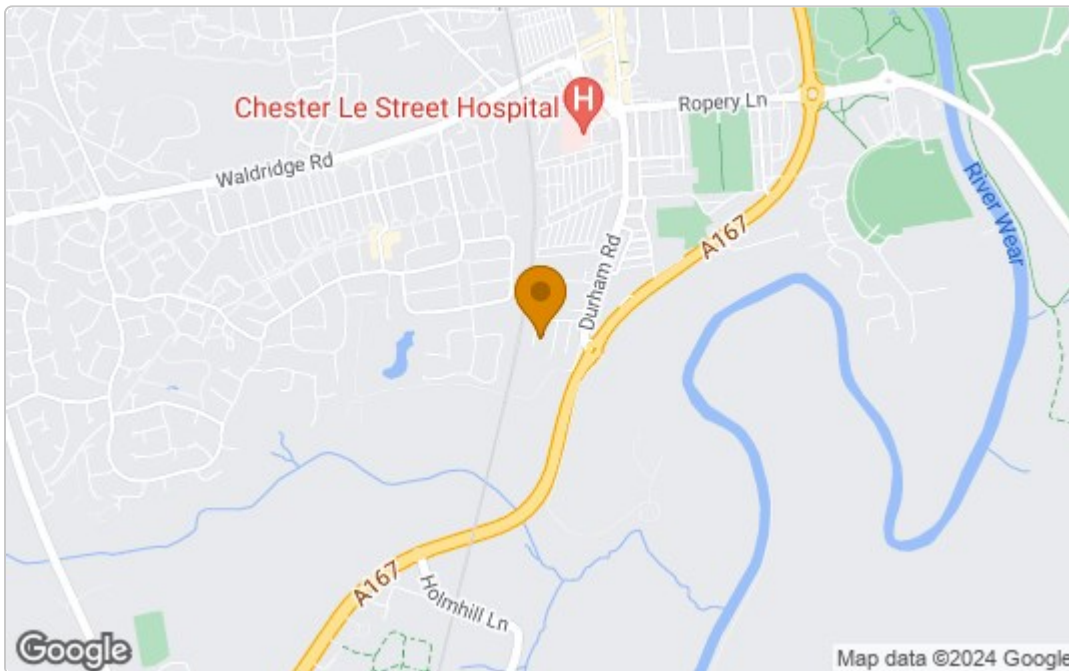 Chester Le Street Hospital
H
Ropery Ln
Waldridge Rd
River Wear
A167
Durham Rd
A167
Holmhill Ln
Google
Map data ©2024 Google